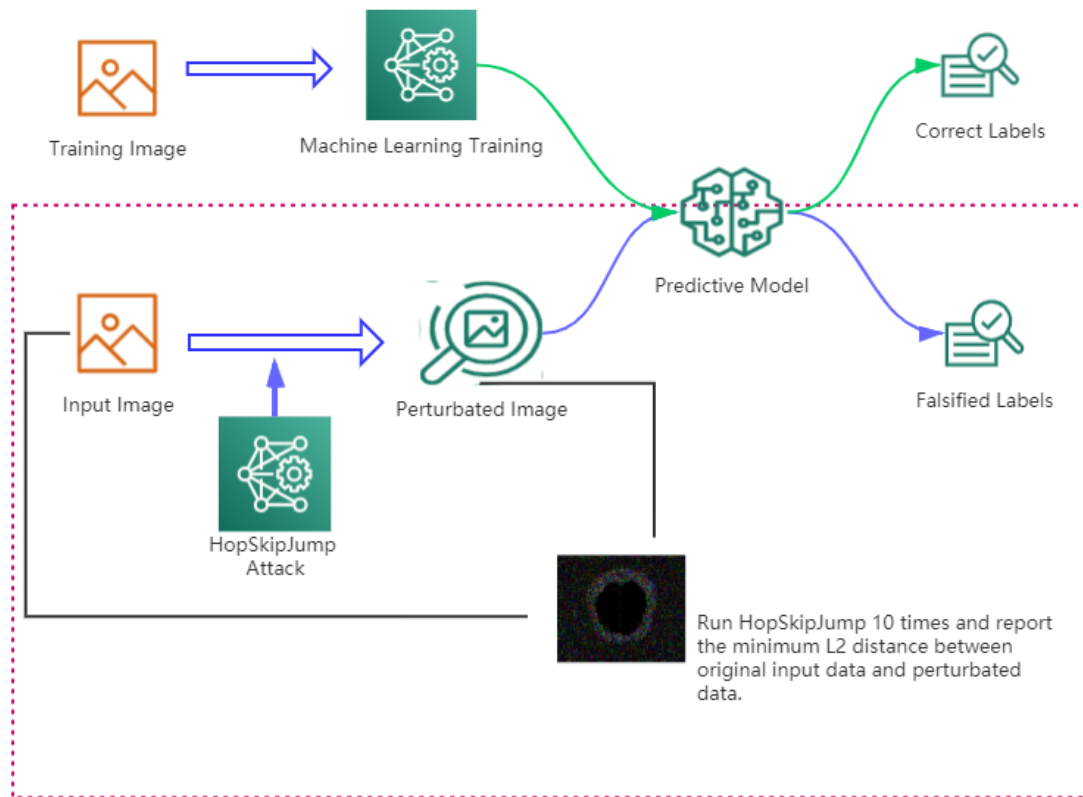 Training Image
Machine Learning Training
Correct Labels
Predictive Model
Input Image
Perturbated Image
Falsified Labels
HopSkipJump
Attack
Run HopSkipJump 10 times and report
the minimum L2 distance between
original input data and perturbated
data.